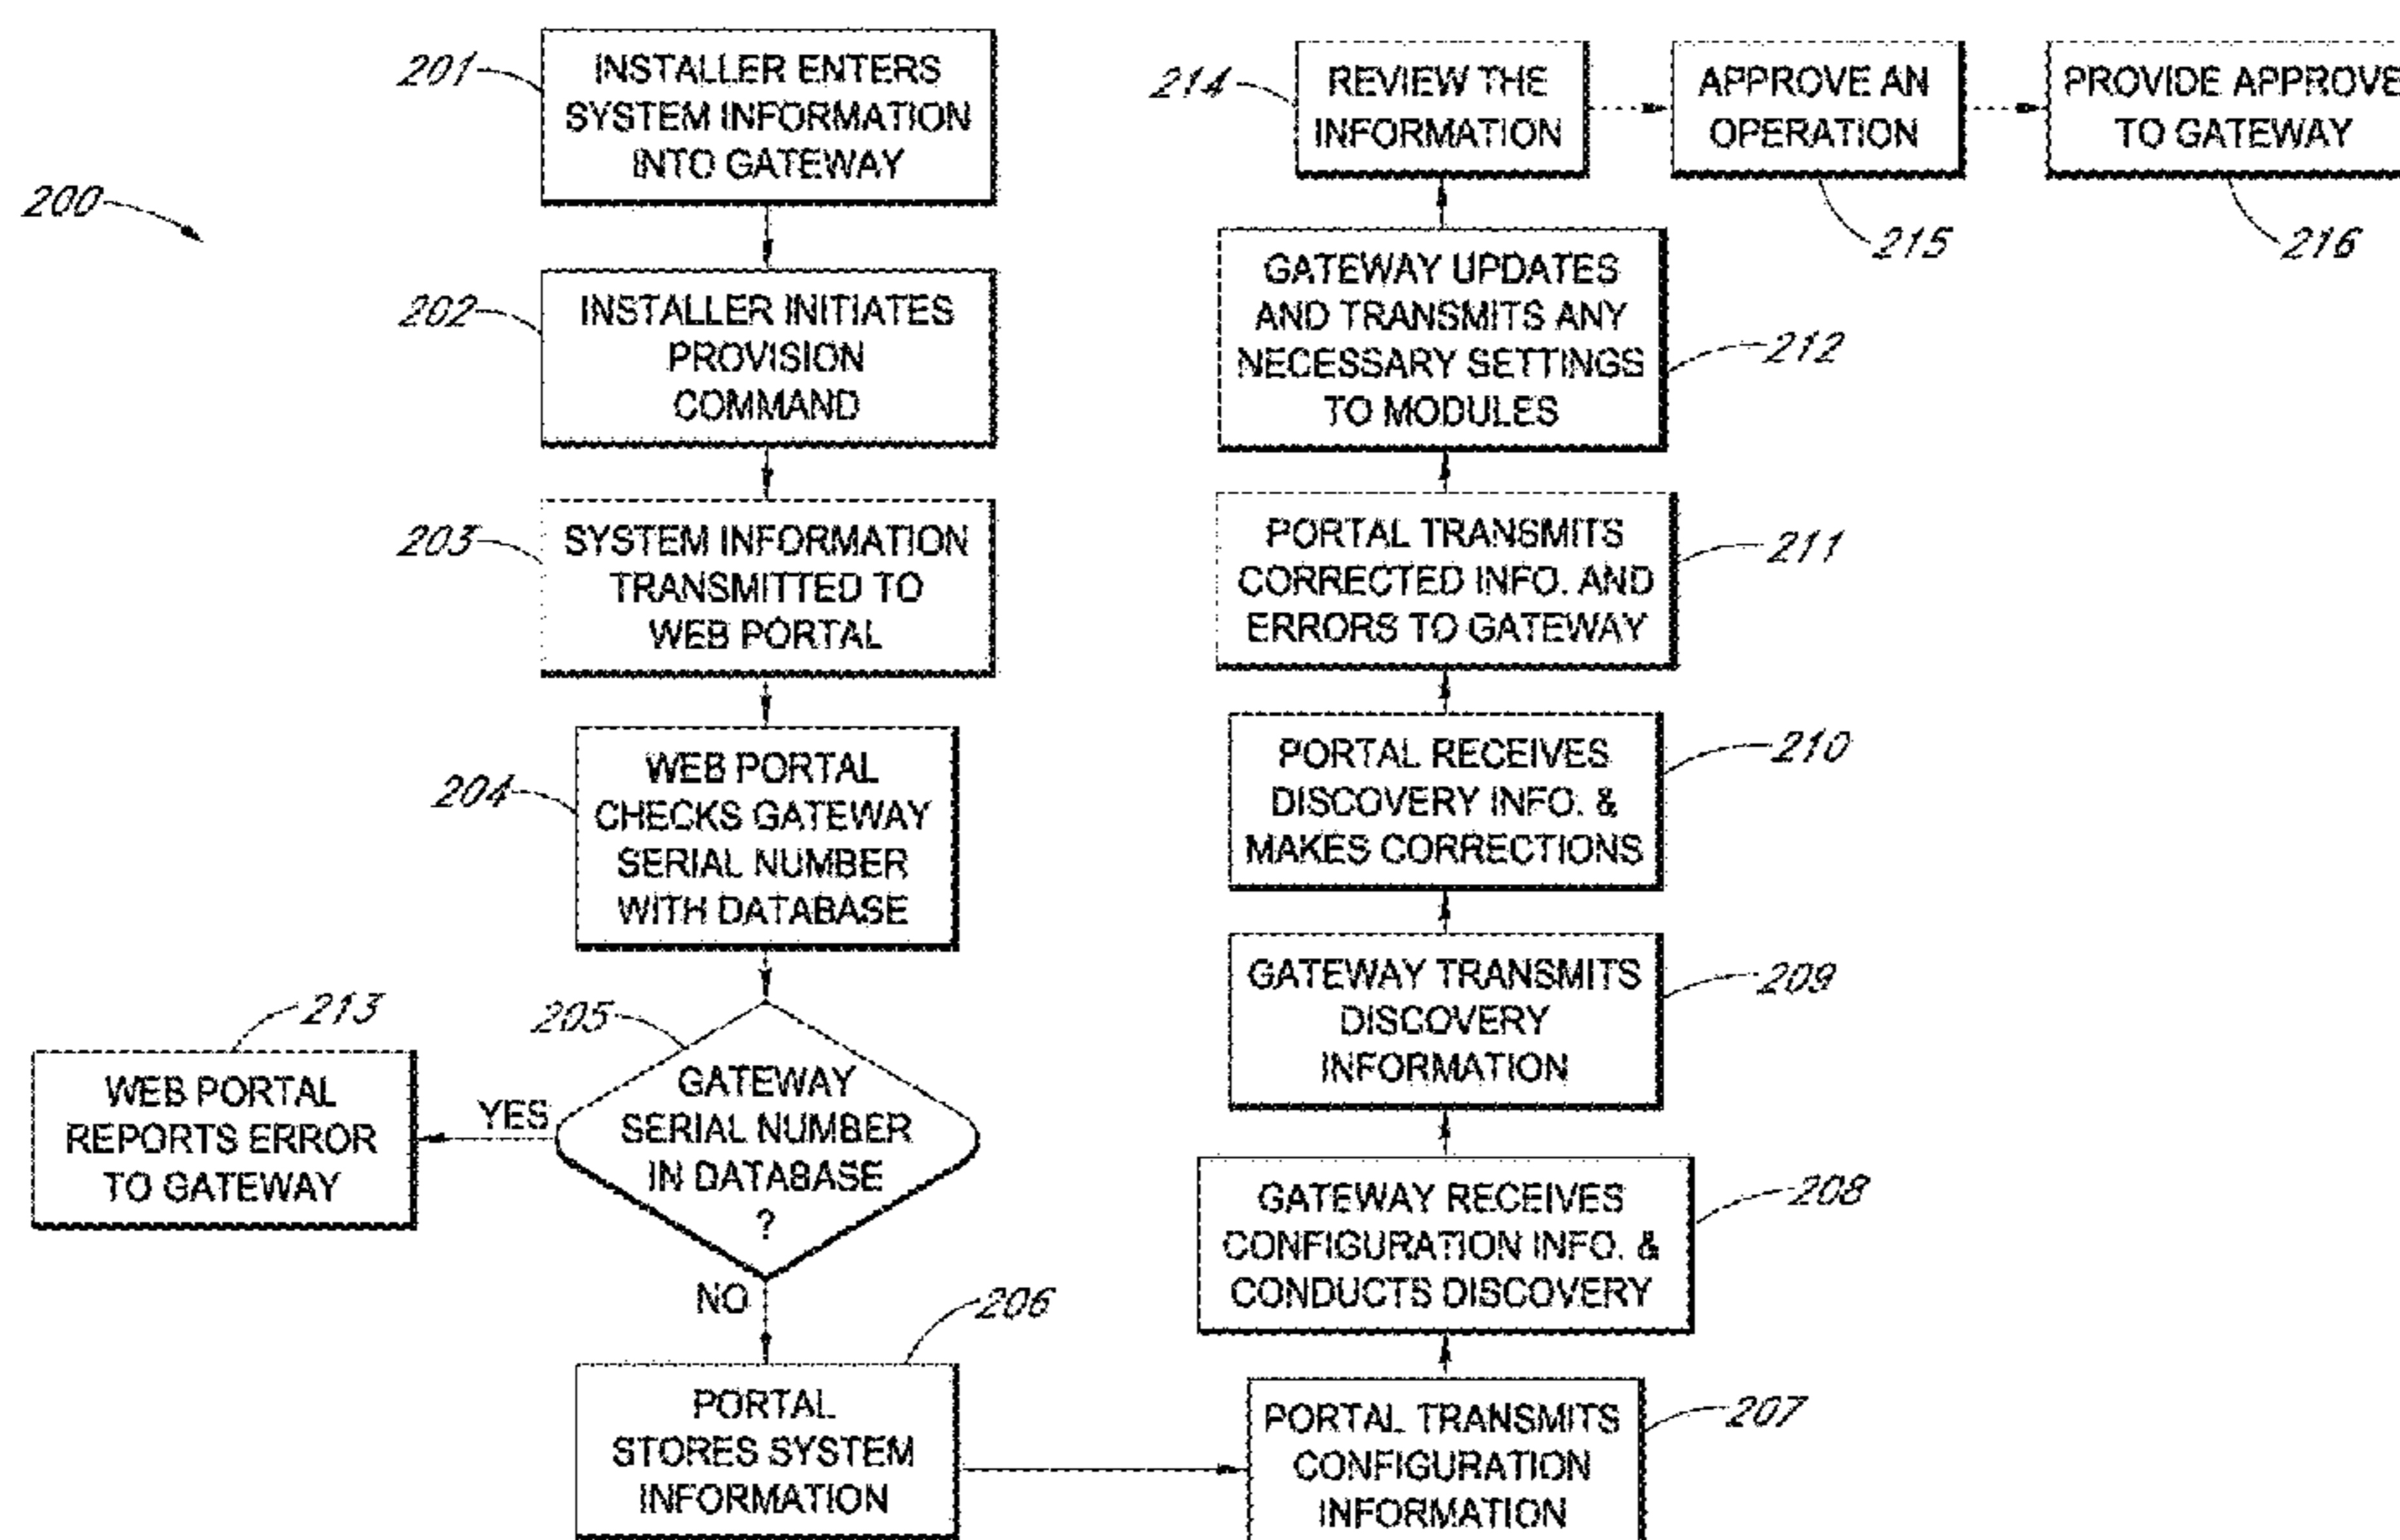 200
201
INSTALLER ENTERS
SYSTEM INFORMATION
INTO GATEWAY
202
INSTALLER INITIATES
PROVISION
COMMAND
203
SYSTEM INFORMATION
TRANSMITTED TO
WEB PORTAL
204
WEB PORTAL
CHECKS GATEWAY
SERIAL NUMBER
WITH DATABASE
205
GATEWAY
SERIAL NUMBER
IN DATABASE
?
YES
213
WEB PORTAL
REPORTS ERROR
TO GATEWAY
NO
206
PORTAL
STORES SYSTEM
INFORMATION
207
PORTAL TRANSMITS
CONFIGURATION
INFORMATION
208
GATEWAY RECEIVES
CONFIGURATION INFO. &
CONDUCTS DISCOVERY
209
GATEWAY TRANSMITS
DISCOVERY
INFORMATION
210
PORTAL RECEIVES
DISCOVERY INFO. &
MAKES CORRECTIONS
211
PORTAL TRANSMITS
CORRECTED INFO. AND
ERRORS TO GATEWAY
212
GATEWAY UPDATES
AND TRANSMITS ANY
NECESSARY SETTINGS
TO MODULES
214
REVIEW THE
INFORMATION
APPROVE AN
OPERATION
215
PROVIDE APPROVE
TO GATEWAY
216